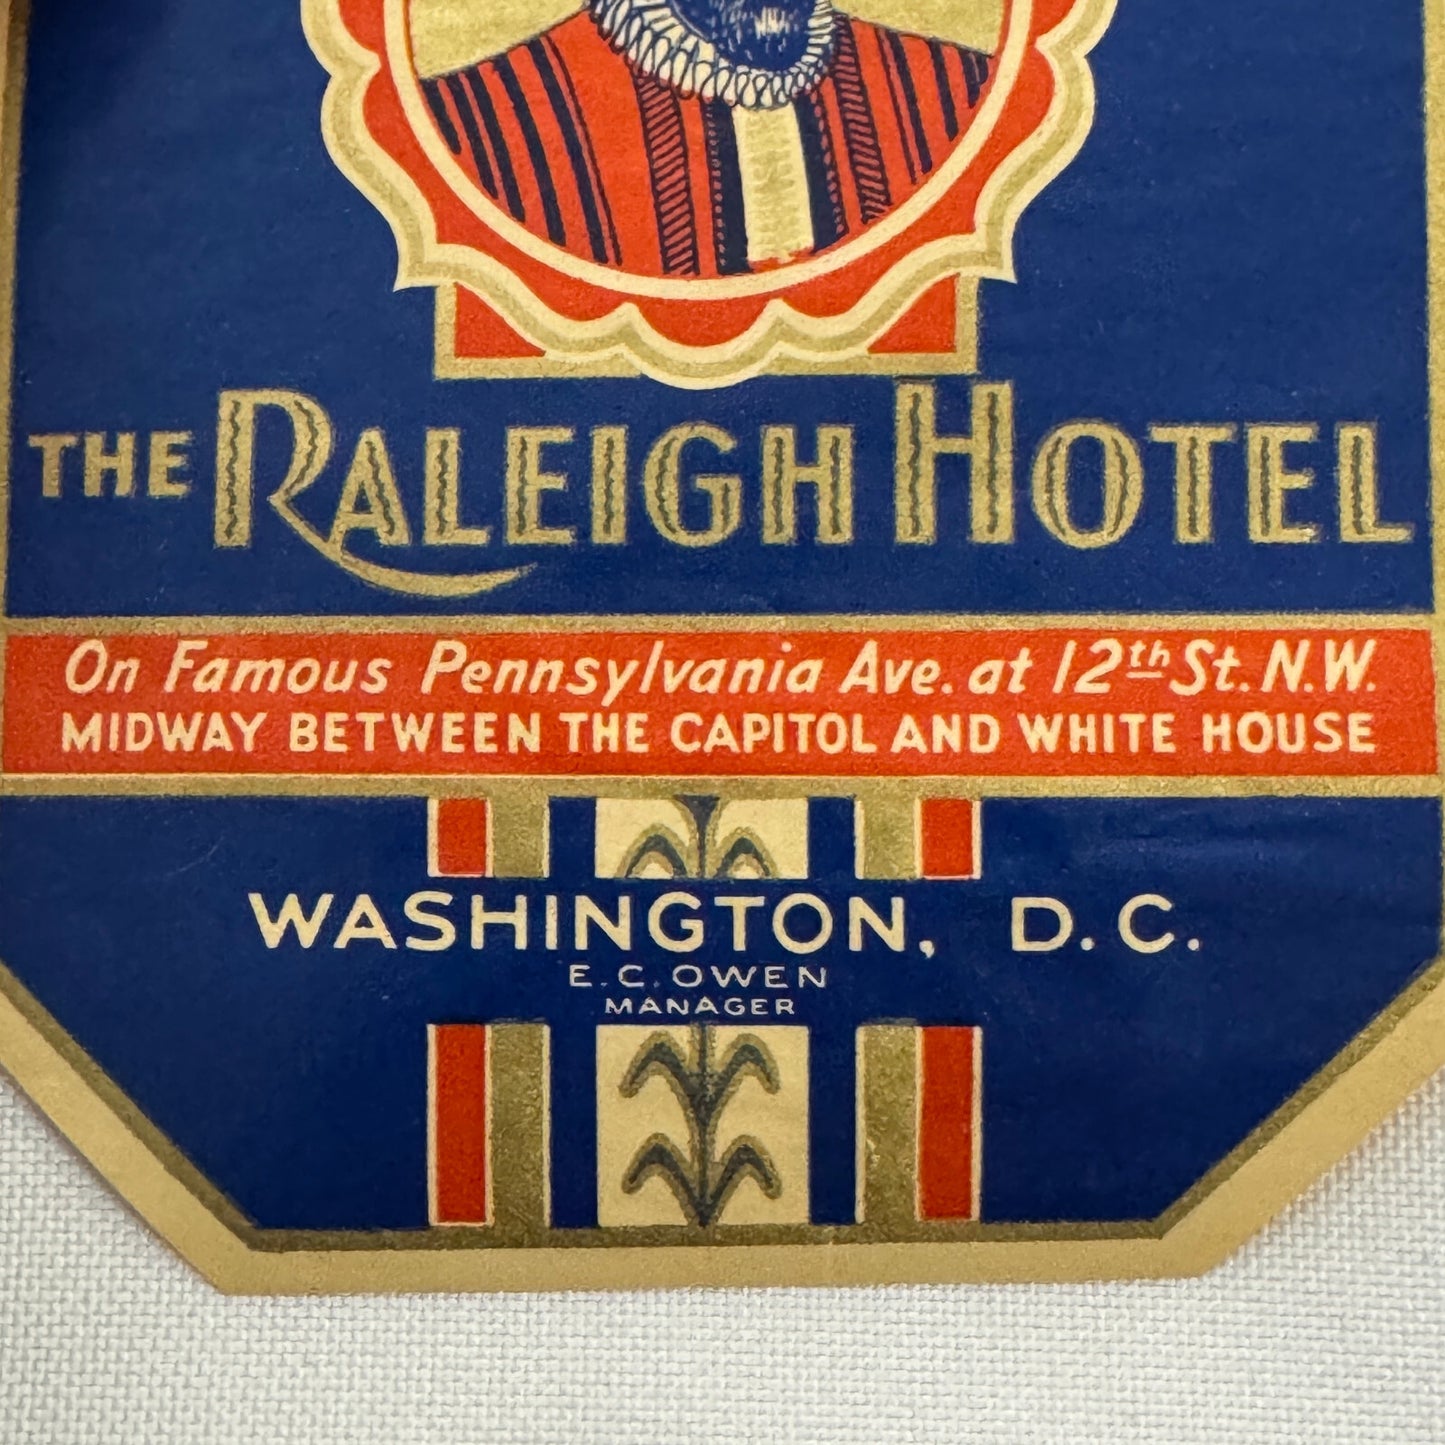 THE RALEIGH HOTEL
On Famous Pennsylvania Ave. at 12th St. N.W.
MIDWAY BETWEEN THE CAPITOL AND WHITE HOUSE
WASHINGTON, D.C.
E.C. OWEN
MANAGER